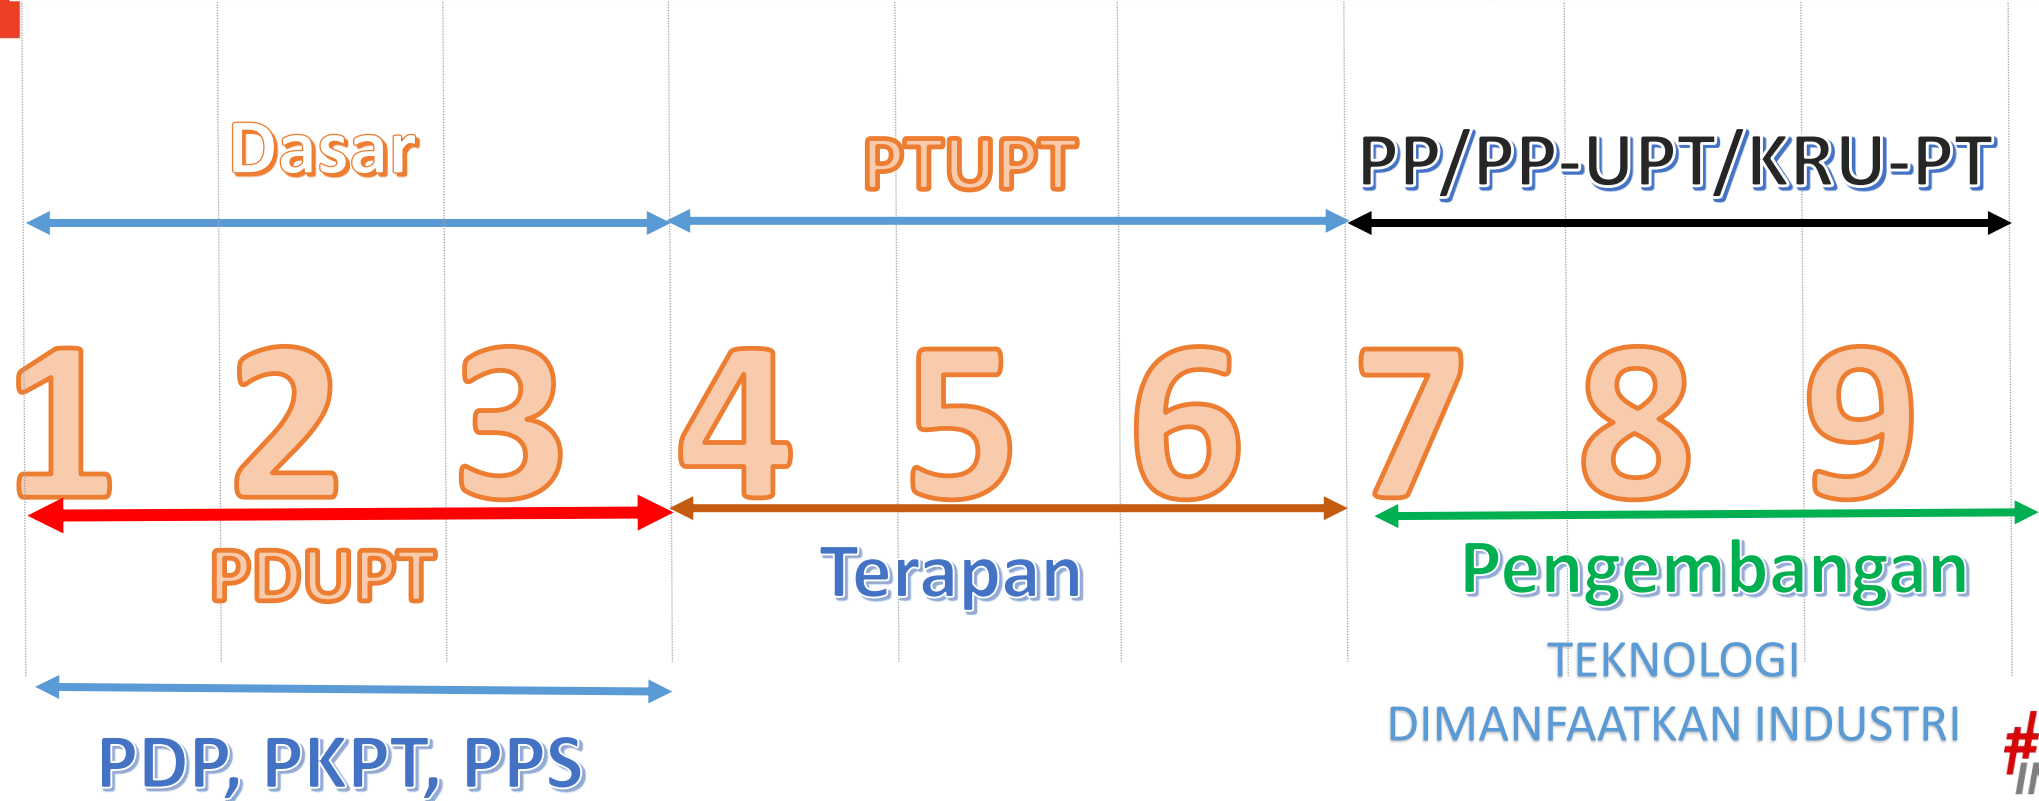 Dasar
PTUPT
PP/PP-UPT/KRU-PT
1 2 3 4 5 6 7 8 9
PDUPT
Terapan
Pengembangan
TEKNOLOGI
DIMANFAATKAN INDUSTRI
PDP, PKPT, PPS
#